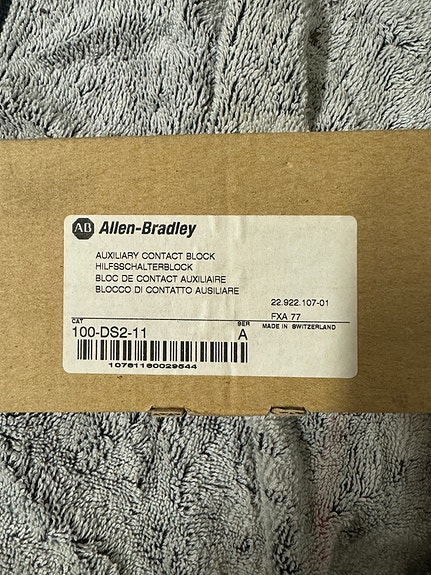 AB Allen-Bradley
AUXILIARY CONTACT BLOCK
HILFSSCHALTERBLOCK
BLOC DE CONTACT AUXILIAIRE
BLOCCO DI CONTATTO AUSILIARE
22.922.107-01
FXA 77
CAT SER MADE IN SWITZERLAND
100-DS2-11 A
10781180029544